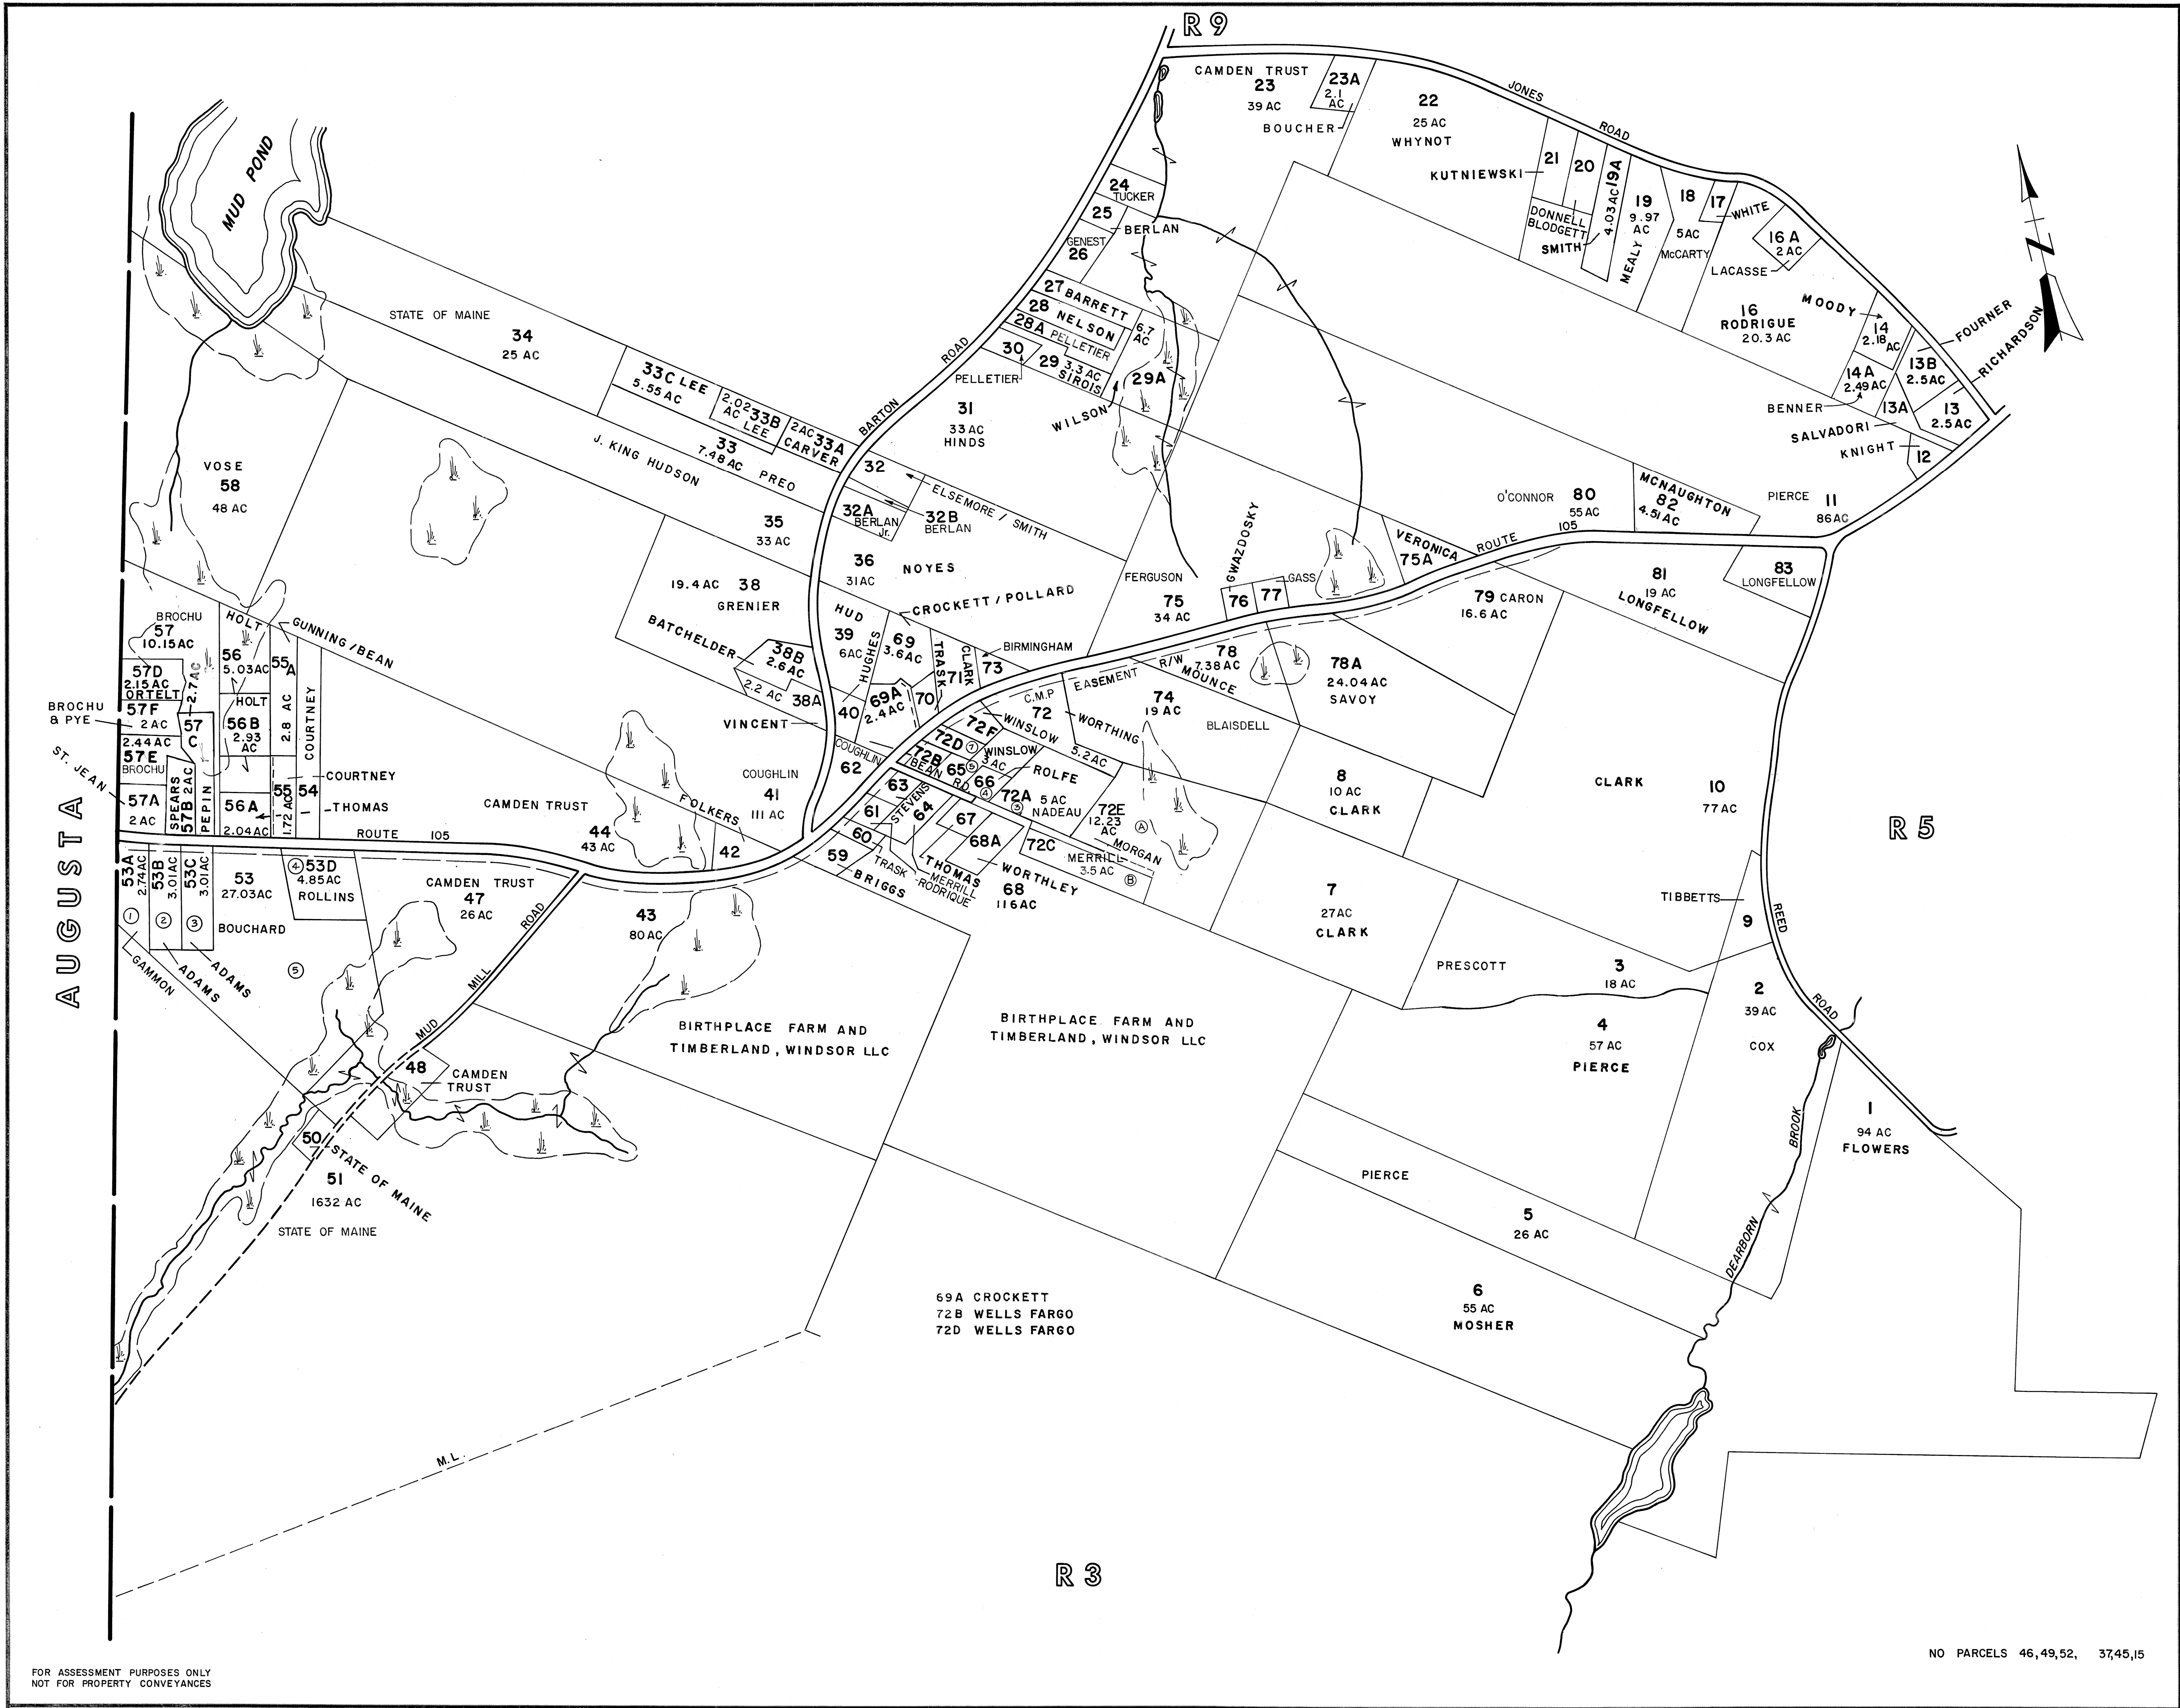 R 9
CAMDEN TRUST
23
39 AC
23A
2.1
AC
BOUCHER
22
25 AC
WHYNOT
JONES
ROAD
KUTNIEWSKI
21
20
DONNELL
BLODGETT
SMITH
4.03AC 19A
19
9.97
AC
MEALY
18
5AC
McCARTY
17
WHITE
16A
2 AC
LACASSE
16
RODRIGUE
20.3 AC
MOODY
14
2.18 AC
14A
2.49 AC
BENNER
FOURNER
RICHARDSON
13B
2.5AC
13A
13
2.5AC
SALVADORI
KNIGHT
12
N
MUD POND
24
TUCKER
25
BERLAN
GENEST
26
27 BARRETT
28 NELSON
6.7
AC
28A PELLETIER
30
29 3.3 AC
SIROIS
PELLETIER
29A
WILSON
31
33 AC
HINDS
BARTON
ROAD
STATE OF MAINE
34
25 AC
33C LEE
5.55 AC
2.02
AC 33B
LEE
2AC 33A
CARVER
33
7.48 AC PREO
J. KING HUDSON
32
ELSEMORE / SMITH
32A
BERLAN
Jr.
32B
BERLAN
35
33 AC
36
31AC
NOYES
VOSE
58
48 AC
19.4 AC 38
GRENIER
BATCHELDER
38B
2.6 AC
2.2 AC 38A
VINCENT
HUD
39
6AC
HUGHES
40
CROCKETT / POLLARD
69
3.6AC
69A
2.4 AC
TRASK
70
CLARK
71
73
BIRMINGHAM
FERGUSON
75
34 AC
GWAZDOSKY
76
77
GASS
VERONICA
75A
ROUTE
105
O'CONNOR 80
55 AC
MCNAUGHTON
82
4.51 AC
PIERCE 11
86AC
83
LONGFELLOW
81
19 AC
LONGFELLOW
79 CARON
16.6 AC
78
7.38 AC
R/W
MOUNCE
78A
24.04 AC
SAVOY
C.M.P
EASEMENT
74
19 AC
BLAISDELL
72
WORTHING
WINSLOW
5.2AC
72F
72D 7
WINSLOW
3 AC
72B
BEAN RD.
65 5
66
4
ROLFE
72A
3
5 AC
NADEAU
72E
12.23
AC
A
MORGAN
MERRILL
3.5 AC
B
72C
COUGHLIN
62
63
61
STEVENS
64
60
59
TRASK
BRIGGS
67
68A
THOMAS
MERRILL
RODRIQUE
WORTHLEY
68
116AC
COUGHLIN
41
111 AC
FOLKERS
42
CAMDEN TRUST
44
43 AC
ROUTE 105
BROCHU
57
10.15AC
57D
2.15AC
ORTELT
57F
2AC
BROCHU
& PYE
2.44AC
57E
BROCHU
ST. JEAN
57A
2 AC
2.7AC
57
C
SPEARS
57B 2AC
PEPIN
HOLT
56
5.03AC
HOLT
56B
2.93
AC
56A
2.04AC
GUNNING/BEAN
55
A
2.8 AC
COURTNEY
55
1.72 AC
54
COURTNEY
THOMAS
AUGUSTA
53A
2.74AC
1
53B
3.01AC
2
53C
3.01AC
3
GAMMON
ADAMS
ADAMS
53
27.03AC
BOUCHARD
5
4 53D
4.85AC
ROLLINS
CAMDEN TRUST
47
26 AC
MUD MILL ROAD
43
80 AC
48
CAMDEN
TRUST
50
STATE OF MAINE
51
1632 AC
STATE OF MAINE
BIRTHPLACE FARM AND
TIMBERLAND, WINDSOR LLC
BIRTHPLACE FARM AND
TIMBERLAND, WINDSOR LLC
8
10 AC
CLARK
7
27AC
CLARK
CLARK 10
77 AC
TIBBETTS
9
REED
ROAD
R 5
PRESCOTT
3
18 AC
4
57 AC
PIERCE
2
39 AC
COX
1
94 AC
FLOWERS
PIERCE
5
26 AC
6
55 AC
MOSHER
DEARBORN
BROOK
69A CROCKETT
72B WELLS FARGO
72D WELLS FARGO
M.L.
R 3
FOR ASSESSMENT PURPOSES ONLY
NOT FOR PROPERTY CONVEYANCES
NO PARCELS 46,49,52, 37,45,15